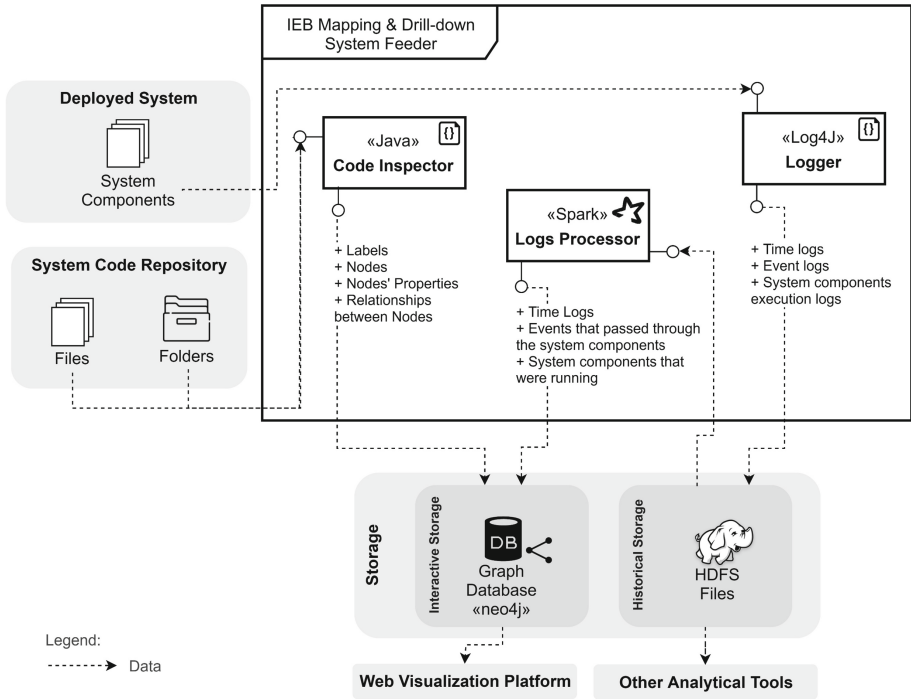 IEB Mapping & Drill-down
System Feeder
Deployed System
System
Components
System Code Repository
Files
Folders
{}
«Java»
Code Inspector
+ Labels
+ Nodes
+ Nodes' Properties
+ Relationships
between Nodes
«Spark»
Logs Processor
+ Time Logs
+ Events that passed through
the system components
+ System components that
were running
{}
«Log4J»
Logger
+ Time logs
+ Event logs
+ System components
execution logs
Storage
Interactive Storage
DB
Graph
Database
«neo4j»
Historical Storage
HDFS
Files
Web Visualization Platform
Other Analytical Tools
Legend:
Data